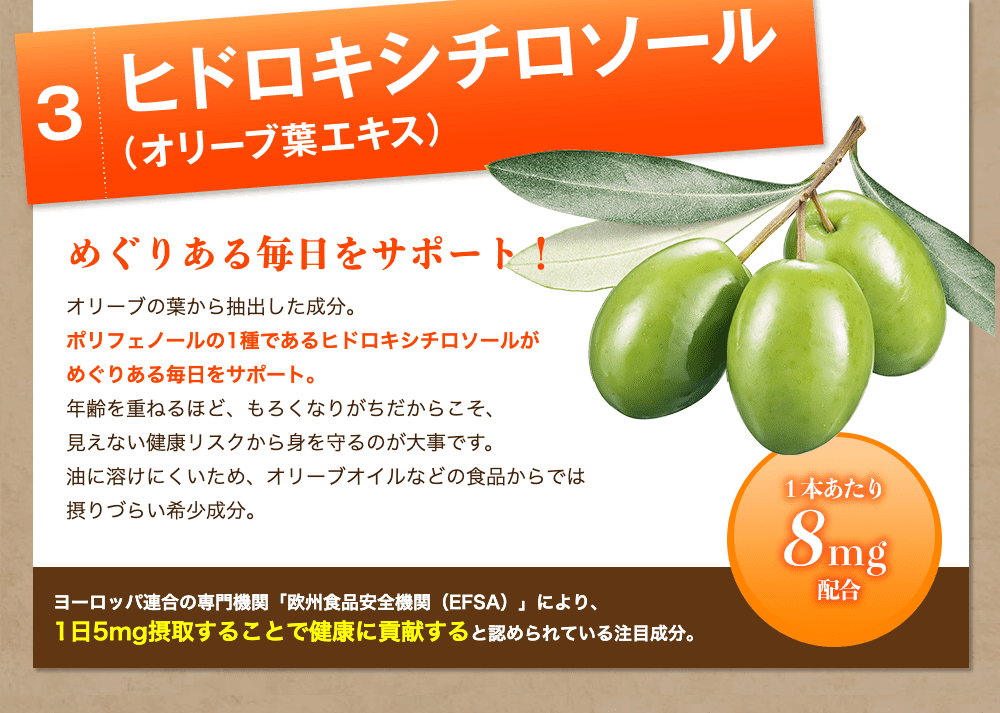 3
ヒドロキシチロソール
（オリーブ葉エキス）
めぐりある毎日をサポート！
オリーブの葉から抽出した成分。
ポリフェノールの1種であるヒドロキシチロソールが
めぐりある毎日をサポート。
年齢を重ねるほど、もろくなりがちだからこそ、
見えない健康リスクから身を守るのが大事です。
油に溶けにくいため、オリーブオイルなどの食品からでは
摂りづらい希少成分。
1本あたり
8mg
配合
ヨーロッパ連合の専門機関「欧州食品安全機関（EFSA）」により、
1日5mg摂取することで健康に貢献すると認められている注目成分。